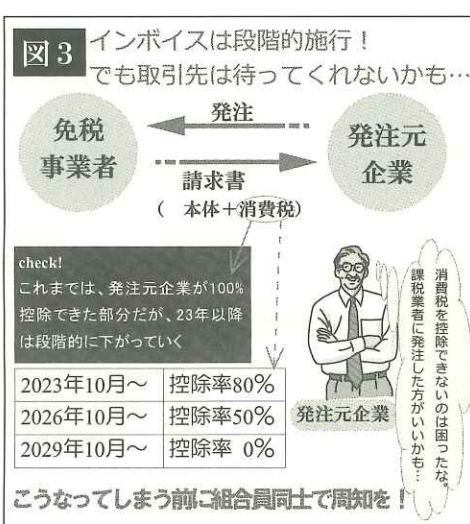 図3
インボイスは段階的施行！
でも取引先は待ってくれないかも…
発注
免税
事業者
発注元
企業
請求書
（ 本体＋消費税）
check!
これまでは、発注元企業が100%
控除できた部分だが、23年以降
は段階的に下がっていく
消費税を控除できないのは困ったな。
課税業者に発注した方がいいかも…
2023年10月～ 控除率80%
2026年10月～ 控除率50%
2029年10月～ 控除率 0%
発注元企業
こうなってしまう前に組合員同士で周知を！